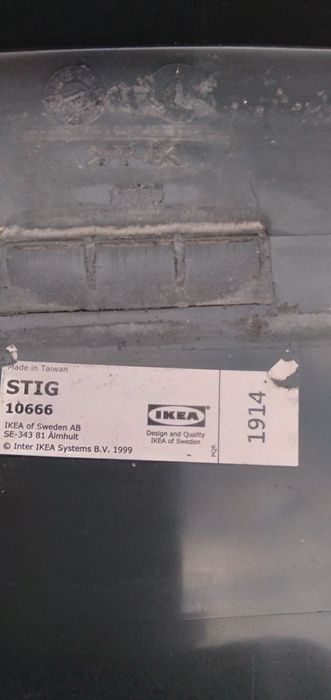 Made in Taiwan
STIG
10666
IKEA of Sweden AB
SE-343 81 Älmhult
© Inter IKEA Systems B.V. 1999
IKEA
Design and Quality
IKEA of Sweden
PQR
1914